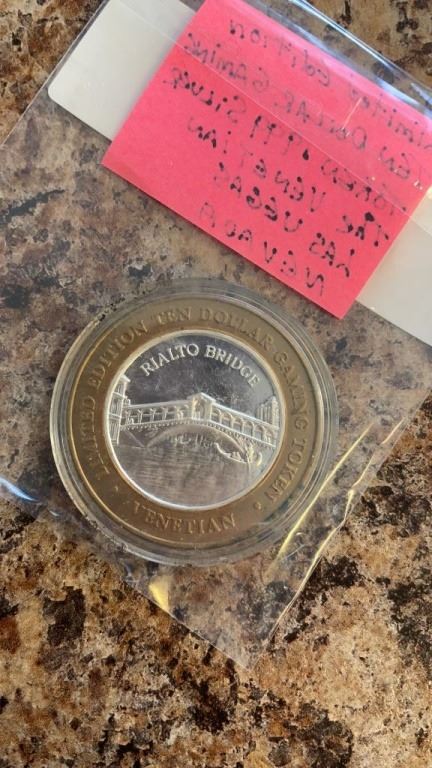 Limited edition
Ten Dollar Gaming
Token .999 Silver
The Venetian
Las Vegas
Nevada
RIALTO BRIDGE
LIMITED EDITION TEN DOLLAR GAMING TOKEN
• VENETIAN •